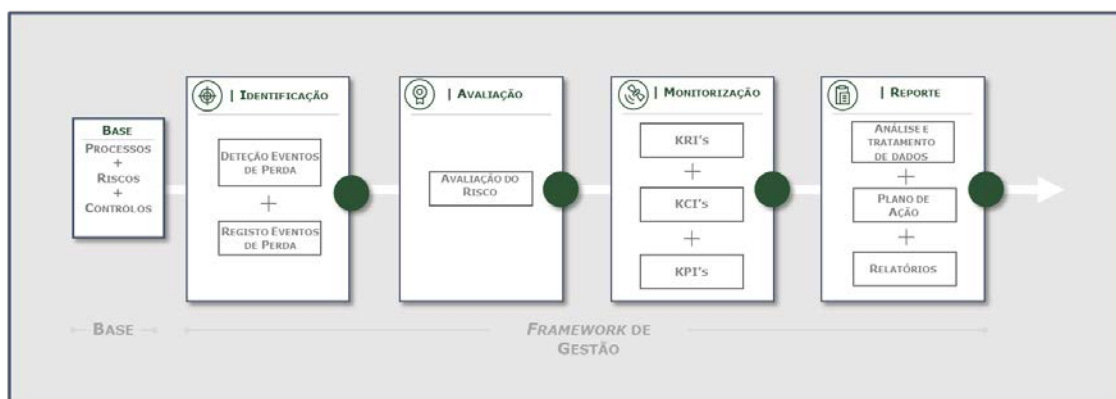 BASE
PROCESSOS
+
RISCOS
+
CONTROLOS
| IDENTIFICAÇÃO
DETEÇÃO EVENTOS
DE PERDA
+
REGISTO EVENTOS
DE PERDA
| AVALIAÇÃO
AVALIAÇÃO DO
RISCO
| MONITORIZAÇÃO
KRI'S
+
KCI'S
+
KPI'S
| REPORTE
ANÁLISE E
TRATAMENTO
DE DADOS
+
PLANO DE
AÇÃO
+
RELATÓRIOS
BASE
FRAMEWORK DE
GESTÃO